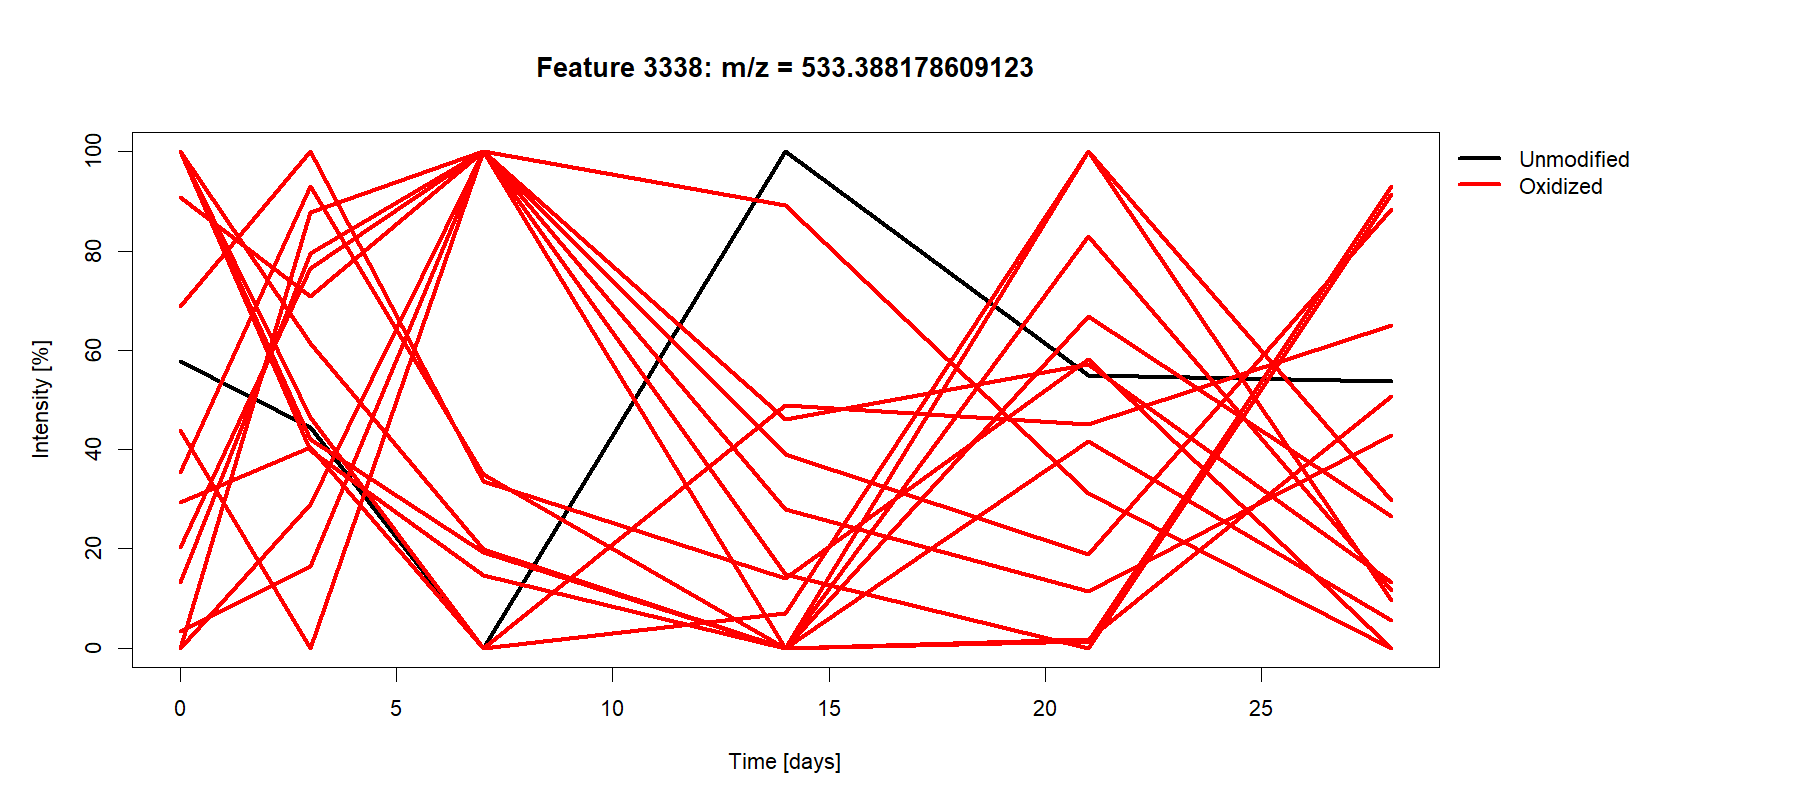 Feature 3338: m/z = 533.388178609123
Unmodified
Oxidized
Intensity [%]
100
80
60
40
20
0
0 5 10 15 20 25
Time [days]